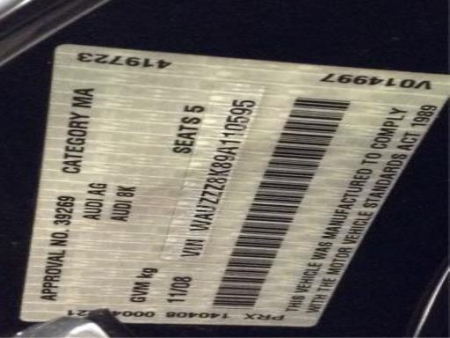 APPROVAL NO. 39269 CATEGORY MA
AUDI AG
AUDI 8K
GVM kg
11/08 SEATS 5
VIN WAUZZZ8K89A110595
THIS VEHICLE WAS MANUFACTURED TO COMPLY
WITH THE MOTOR VEHICLE STANDARDS ACT 1989
419723
V014997
PRX 140408